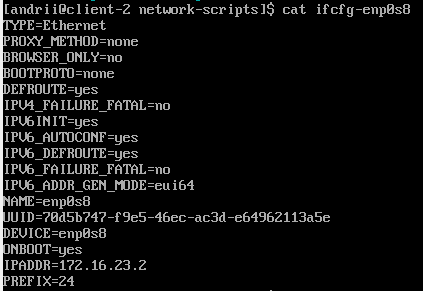 [andrii@client-2 network-scripts]$ cat ifcfg-enp0s8
TYPE=Ethernet
PROXY_METHOD=none
BROWSER_ONLY=no
BOOTPROTO=none
DEFROUTE=yes
IPV4_FAILURE_FATAL=no
IPV6INIT=yes
IPV6_AUTOCONF=yes
IPV6_DEFROUTE=yes
IPV6_FAILURE_FATAL=no
IPV6_ADDR_GEN_MODE=eui64
NAME=enp0s8
UUID=70d5b747-f9e5-46ec-ac3d-e64962113a5e
DEVICE=enp0s8
ONBOOT=yes
IPADDR=172.16.23.2
PREFIX=24